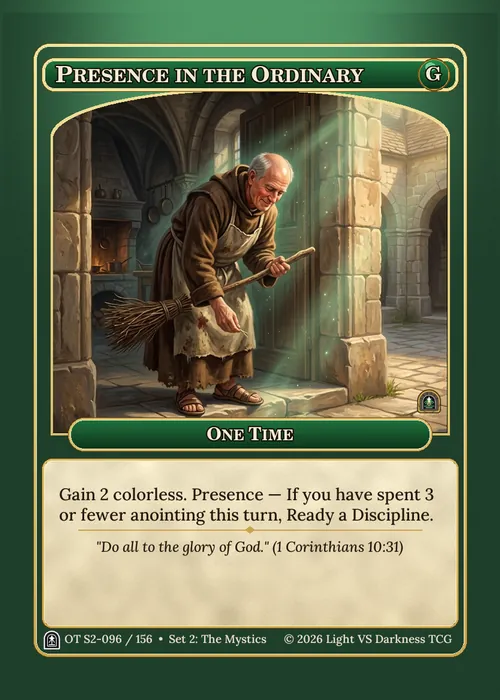 PRESENCE IN THE ORDINARY
G
ONE TIME
Gain 2 colorless. Presence — If you have spent 3
or fewer anointing this turn, Ready a Discipline.
"Do all to the glory of God." (1 Corinthians 10:31)
OT S2-096 / 156 • Set 2: The Mystics © 2026 Light VS Darkness TCG